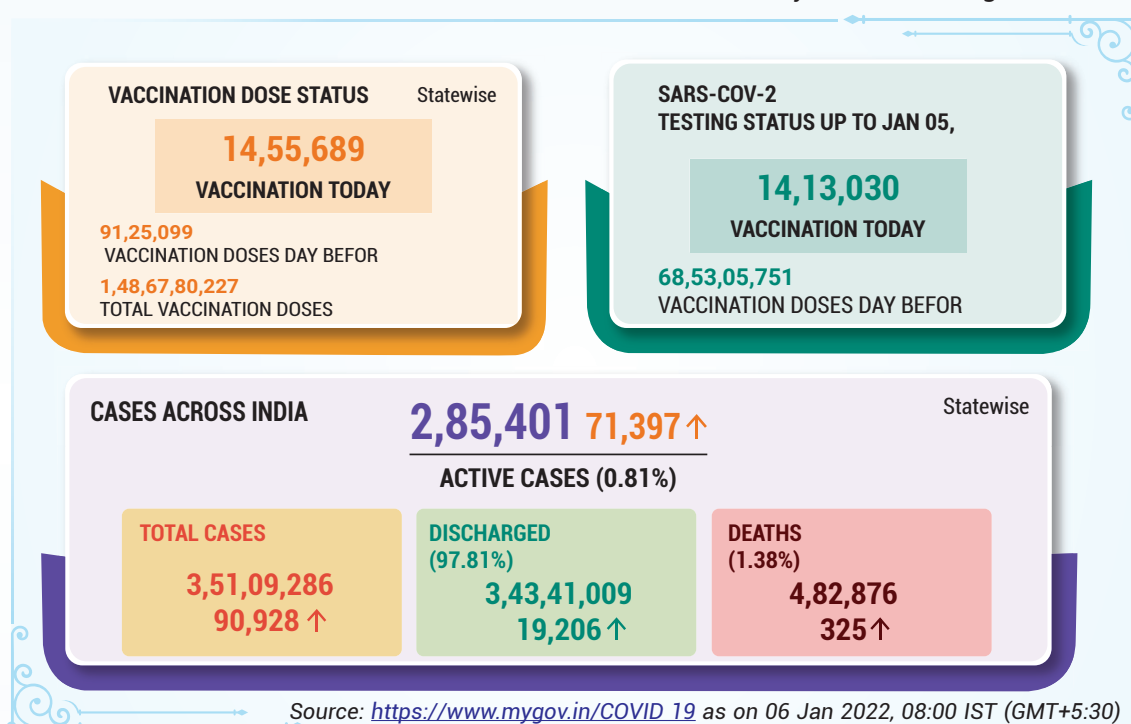 VACCINATION DOSE STATUS Statewise
14,55,689
VACCINATION TODAY
91,25,099
VACCINATION DOSES DAY BEFOR
1,48,67,80,227
TOTAL VACCINATION DOSES
SARS-COV-2
TESTING STATUS UP TO JAN 05,
14,13,030
VACCINATION TODAY
68,53,05,751
VACCINATION DOSES DAY BEFOR
CASES ACROSS INDIA
2,85,401 71,397↑
Statewise
ACTIVE CASES (0.81%)
TOTAL CASES
3,51,09,286
90,928 ↑
DISCHARGED
(97.81%)
3,43,41,009
19,206↑
DEATHS
(1.38%)
4,82,876
325↑
Source: https://www.mygov.in/COVID 19 as on 06 Jan 2022, 08:00 IST (GMT+5:30)